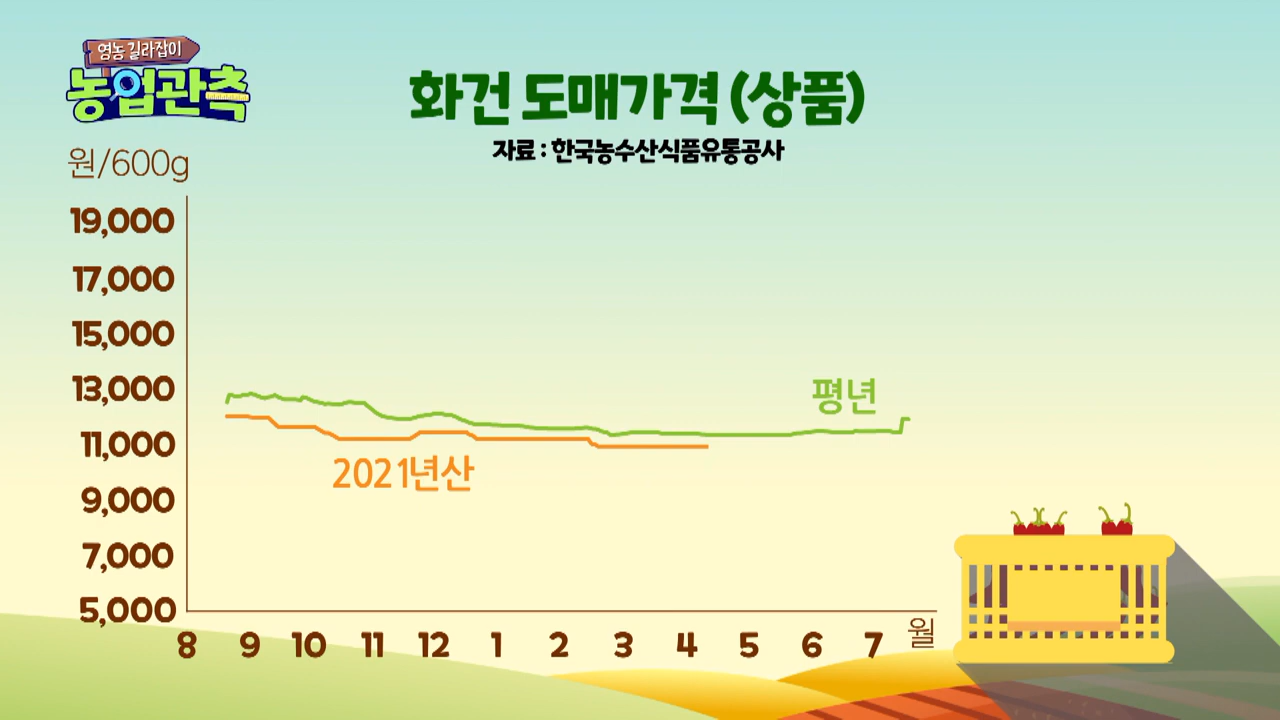 영농 길라잡이
농업관측
화건 도매가격 (상품)
자료 : 한국농수산식품유통공사
원/600g
19,000
17,000
15,000
13,000
11,000
9,000
7,000
5,000
평년
2021년산
8 9 10 11 12 1 2 3 4 5 6 7 월